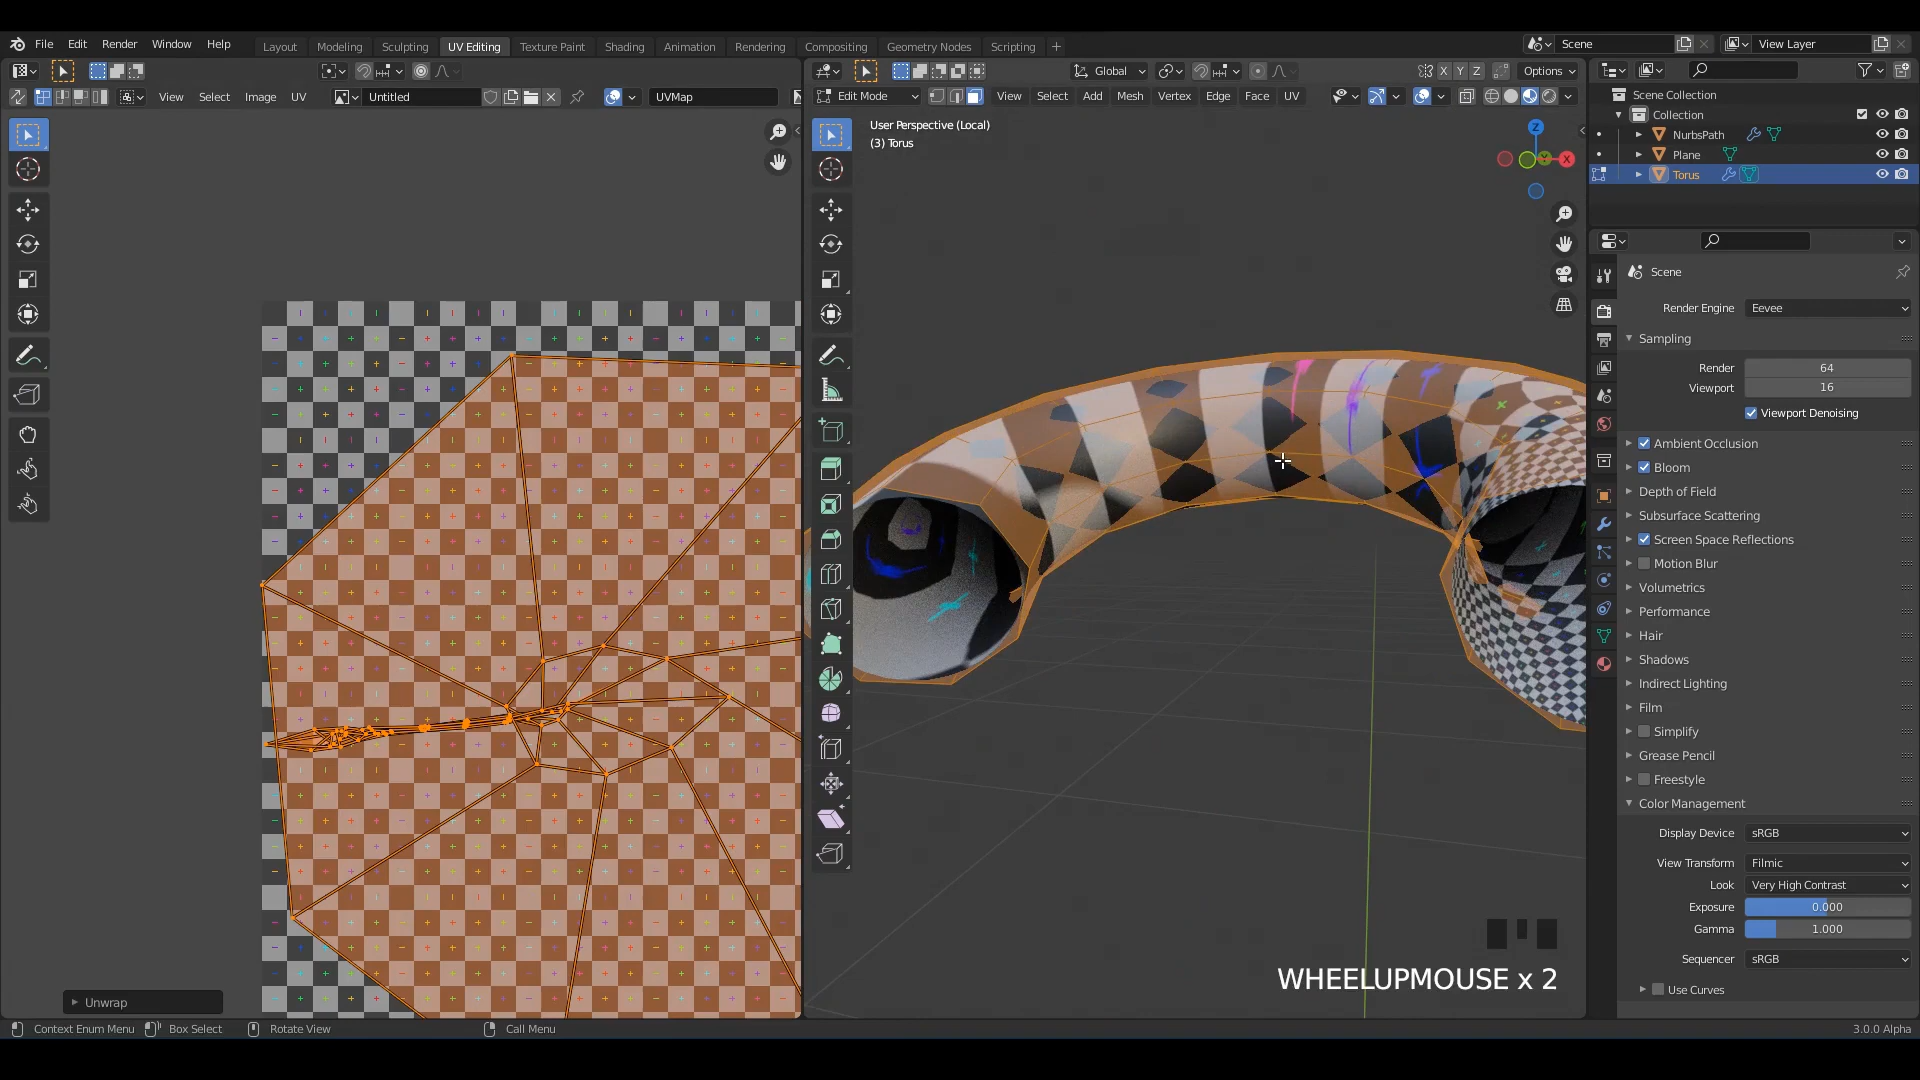 File Edit Render Window Help Layout Modeling Sculpting UV Editing Texture Paint Shading Animation Rendering Compositing Geometry Nodes Scripting + Scene View Layer
Global X Y Z Options
View Select Image UV Untitled UVMap Edit Mode View Select Add Mesh Vertex Edge Face UV
User Perspective (Local)
(3) Torus
Z
X
Scene Collection
Collection
NurbsPath
Plane
Torus
Scene
Render Engine Eevee
Sampling
Render 64
Viewport 16
Viewport Denoising
Ambient Occlusion
Bloom
Depth of Field
Subsurface Scattering
Screen Space Reflections
Motion Blur
Volumetrics
Performance
Hair
Shadows
Indirect Lighting
Film
Simplify
Grease Pencil
Freestyle
Color Management
Display Device sRGB
View Transform Filmic
Look Very High Contrast
Exposure 0.000
Gamma 1.000
Sequencer sRGB
Use Curves
WHEELUPMOUSE x 2
Unwrap
Context Enum Menu Box Select Rotate View Call Menu 3.0.0 Alpha